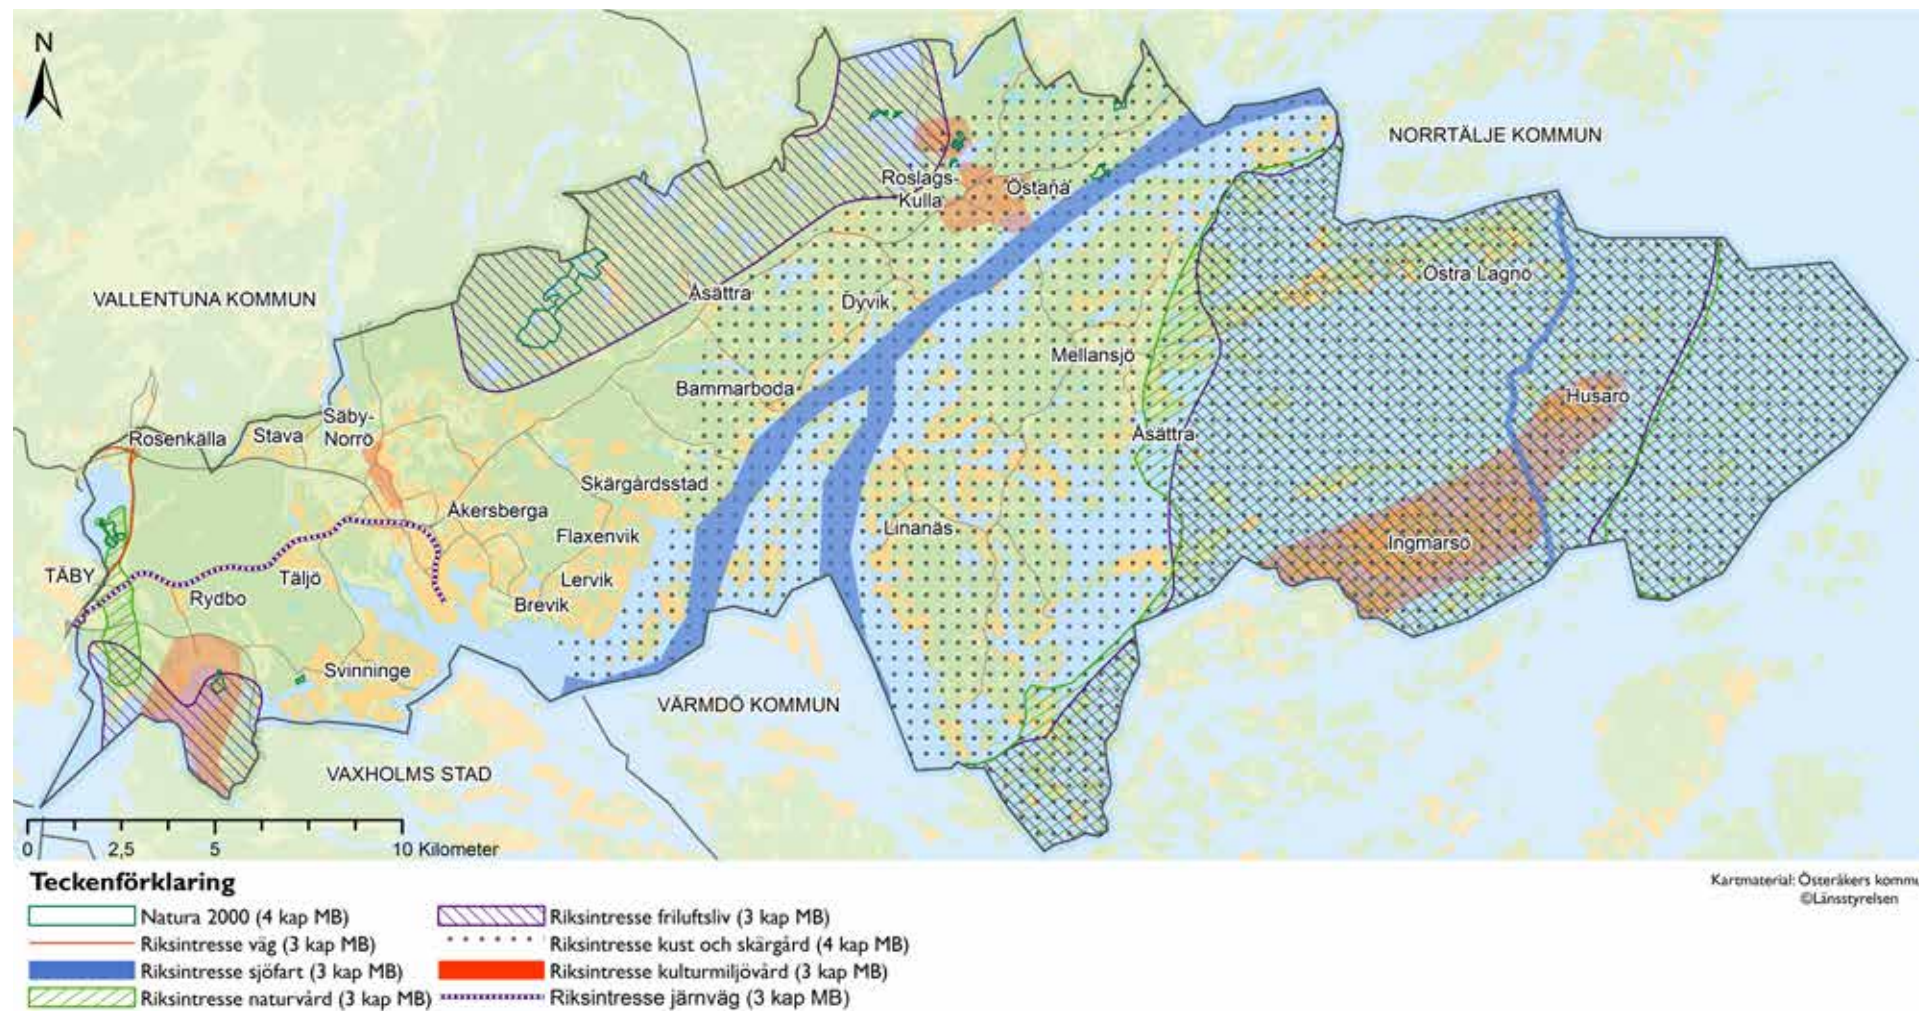 N
NORRTÄLJE KOMMUN
Roslags-
Kulla
Östanå
Östra Lagnö
VALLENTUNA KOMMUN
Åsättra
Dyvik
Mellansjö
Bammarboda
Husarö
Säby-
Norrö
Rosenkälla
Stava
Åsättra
Skärgårdsstad
Åkersberga
Linanäs
Flaxenvik
Ingmarsö
TÄBY
Täljö
Lervik
Rydbo
Brevik
Svinninge
VÄRMDÖ KOMMUN
VAXHOLMS STAD
0 2,5 5 10 Kilometer
Teckenförklaring
Natura 2000 (4 kap MB)
Riksintresse väg (3 kap MB)
Riksintresse sjöfart (3 kap MB)
Riksintresse naturvård (3 kap MB)
Riksintresse friluftsliv (3 kap MB)
Riksintresse kust och skärgård (4 kap MB)
Riksintresse kulturmiljövård (3 kap MB)
Riksintresse järnväg (3 kap MB)
Kartmaterial: Österåkers kommu
©Länsstyrelsen